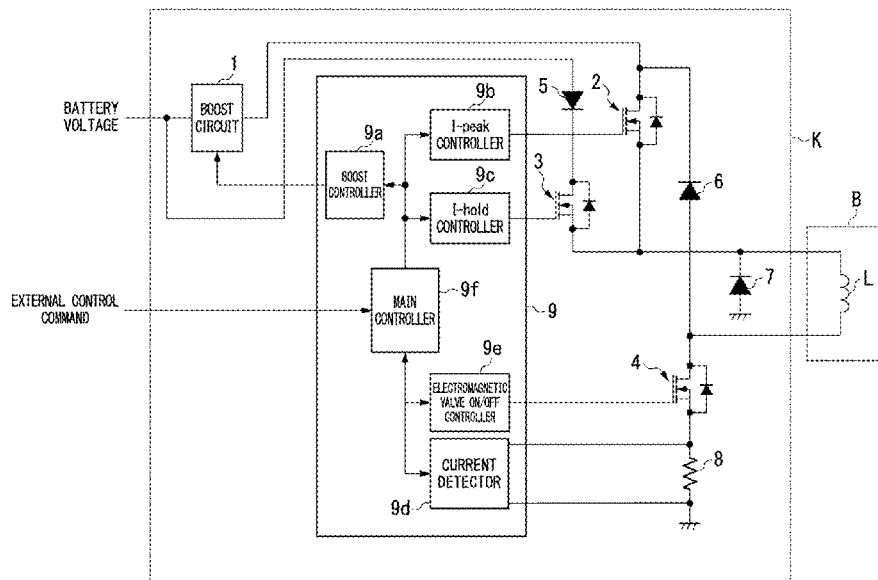 1
BATTERY
VOLTAGE
BOOST
CIRCUIT
9a
BOOST
CONTROLLER
9b
I-peak
CONTROLLER
9c
I-hold
CONTROLLER
5
2
3
K
6
B
7
L
EXTERNAL CONTROL
COMMAND
MAIN
CONTROLLER
9f
9
9e
ELECTROMAGNETIC
VALVE ON/OFF
CONTROLLER
4
CURRENT
DETECTOR
9d
8